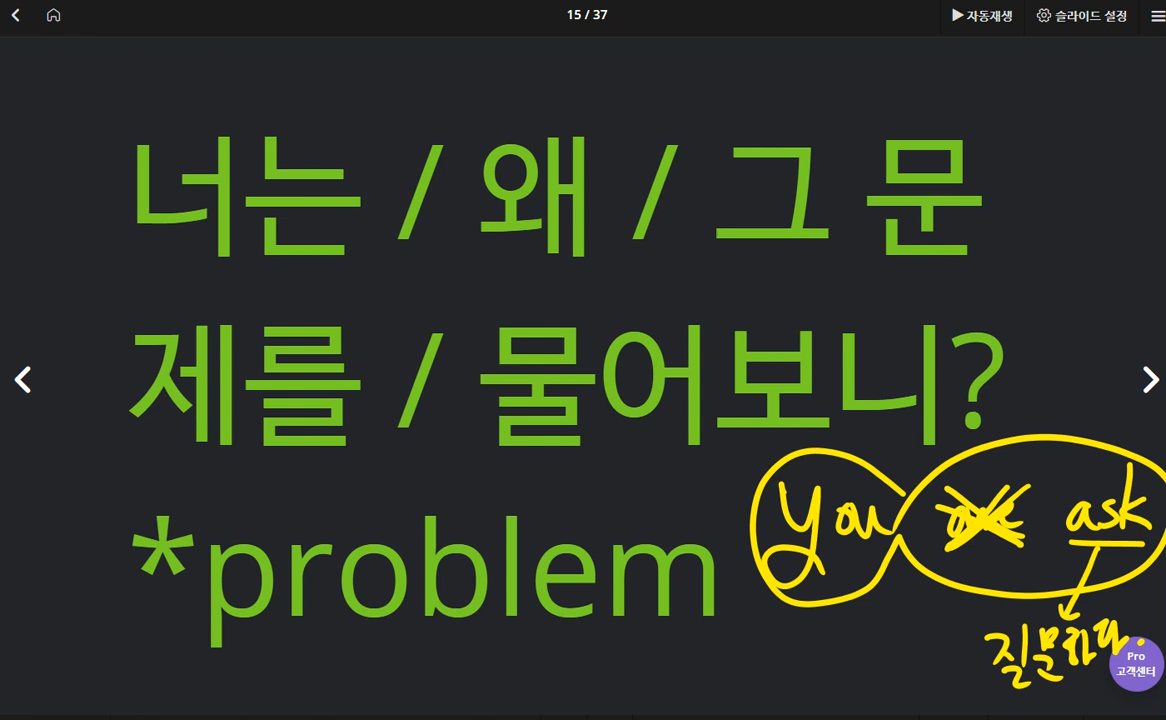 15 / 37
자동재생
슬라이드 설정
너는 / 왜 / 그 문
제를 / 물어보니?
*problem
You ask
질문하다.
Pro
고객센터